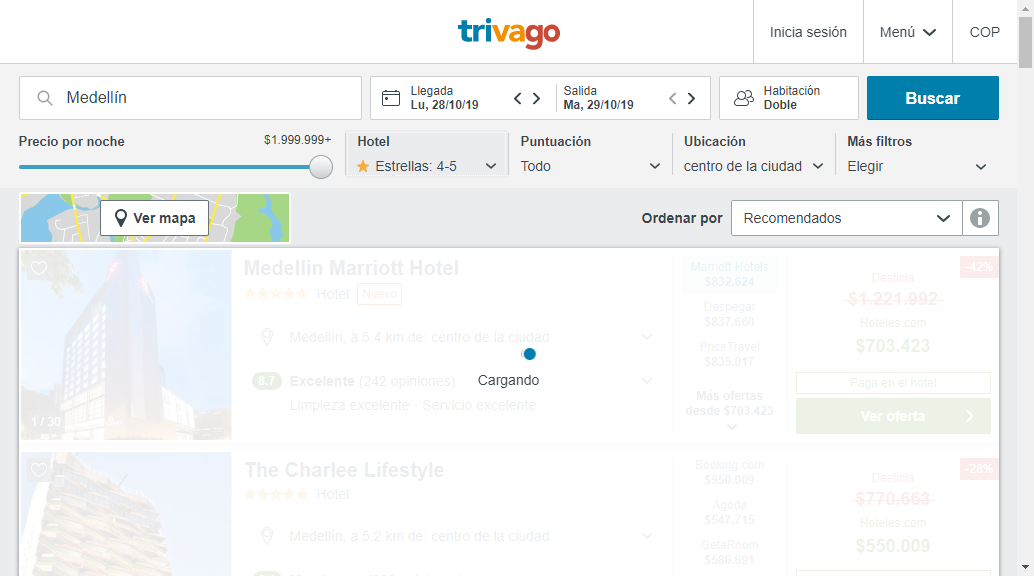 trivago
Inicia sesión
Menú
COP
Medellín
Llegada
Lu, 28/10/19
Salida
Ma, 29/10/19
Habitación
Doble
Buscar
Precio por noche
$1.999.999+
Hotel
Estrellas: 4-5
Puntuación
Todo
Ubicación
centro de la ciudad
Más filtros
Elegir
Ver mapa
Ordenar por
Recomendados
Medellin Marriott Hotel
Hotel
Nuevo
Medellín, a 5.4 km de: centro de la ciudad
8.7 Excelente (242 opiniones)
Limpieza excelente · Servicio excelente
1 / 30
Cargando
Marriott Hotels
$832.624
Despegar
$837.660
PriceTravel
$835.017
Más ofertas
desde $703.423
-42%
Destinia
$1.221.992
Hoteles com
$703.423
Paga en el hotel
Ver oferta
The Charlee Lifestyle
Hotel
Medellín, a 5.2 km de: centro de la ciudad
Booking.com
$550.009
Agoda
$547.715
GetaRoom
$586.691
-28%
Destinia
$770.663
Hoteles com
$550.009